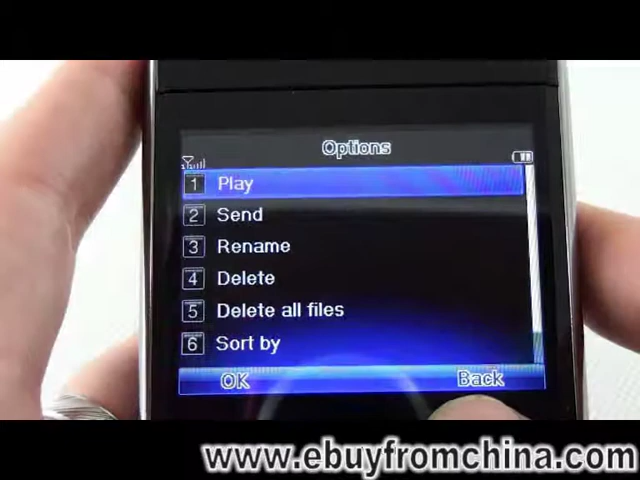 Options
1 Play
2 Send
3 Rename
4 Delete
5 Delete all files
6 Sort by
OK Back
www.ebuyfromchina.com